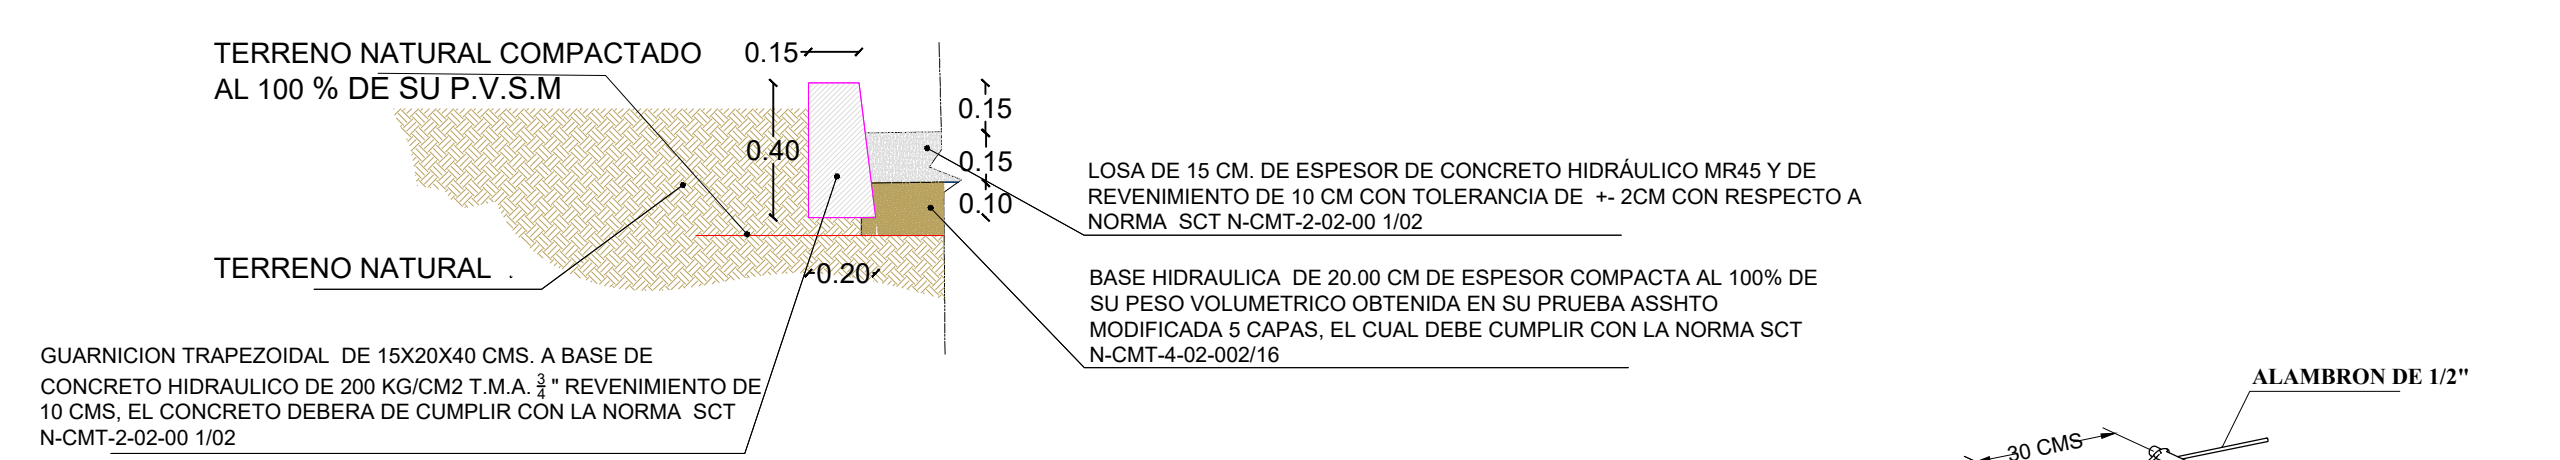 TERRENO NATURAL COMPACTADO
AL 100 % DE SU P.V.S.M
0.15
0.40
0.15
0.15
0.10
0.20
TERRENO NATURAL .
LOSA DE 15 CM. DE ESPESOR DE CONCRETO HIDRÁULICO MR45 Y DE
REVENIMIENTO DE 10 CM CON TOLERANCIA DE +- 2CM CON RESPECTO A
NORMA SCT N-CMT-2-02-00 1/02
BASE HIDRAULICA DE 20.00 CM DE ESPESOR COMPACTA AL 100% DE
SU PESO VOLUMETRICO OBTENIDA EN SU PRUEBA ASSHTO
MODIFICADA 5 CAPAS, EL CUAL DEBE CUMPLIR CON LA NORMA SCT
N-CMT-4-02-002/16
GUARNICION TRAPEZOIDAL DE 15X20X40 CMS. A BASE DE
CONCRETO HIDRAULICO DE 200 KG/CM2 T.M.A. 3/4 " REVENIMIENTO DE
10 CMS, EL CONCRETO DEBERA DE CUMPLIR CON LA NORMA SCT
N-CMT-2-02-00 1/02
ALAMBRON DE 1/2"
30 CMS